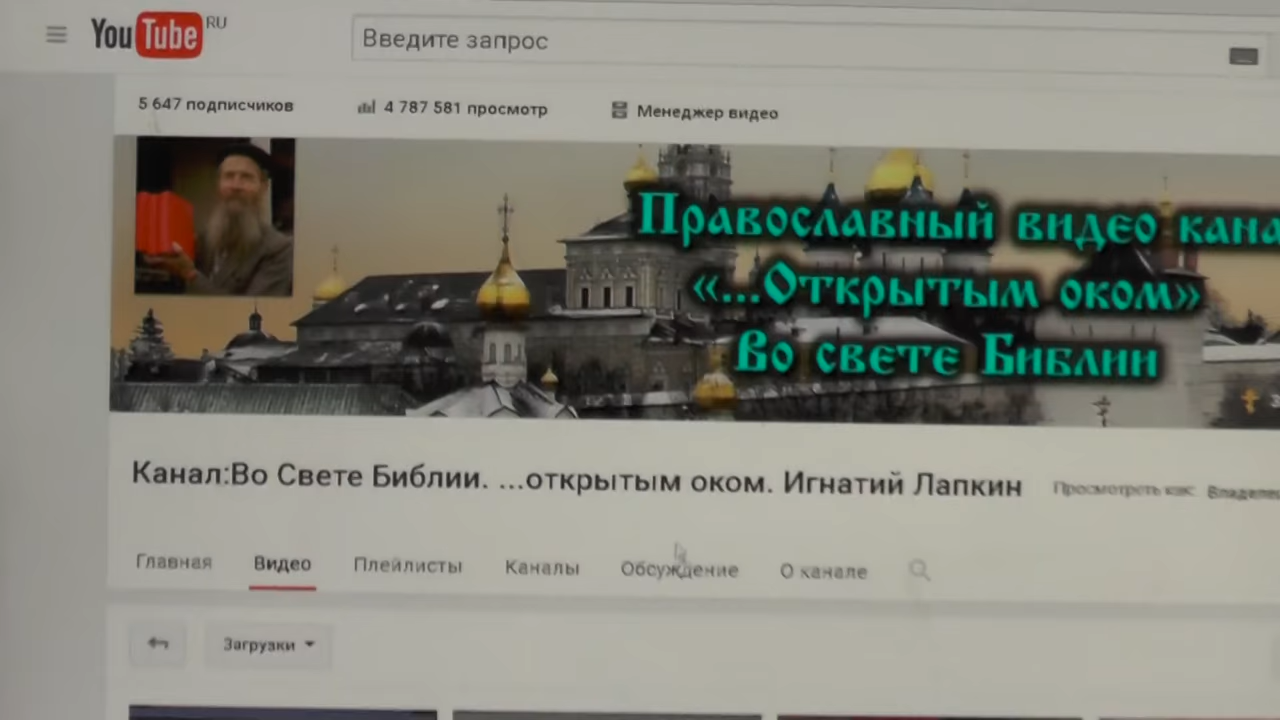 YouTube RU
Введите запрос
5 647 подписчиков 4 787 581 просмотр Менеджер видео
Православный видео кана
«...Открытым оком»
Во свете Библии
Канал:Во Свете Библии. ...открытым оком. Игнатий Лапкин Просмотреть как: Владелец
Главная Видео Плейлисты Каналы Обсуждение О канале
Загрузки